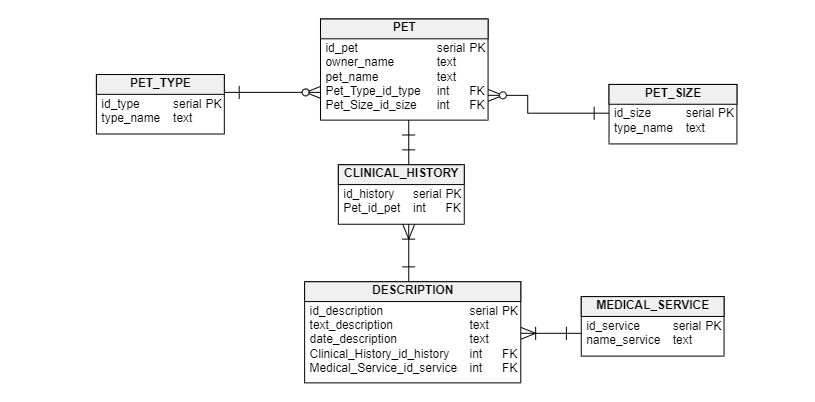 PET
id_pet serial PK
owner_name text
pet_name text
Pet_Type_id_type int FK
Pet_Size_id_size int FK
PET_TYPE
id_type serial PK
type_name text
PET_SIZE
id_size serial PK
type_name text
CLINICAL_HISTORY
id_history serial PK
Pet_id_pet int FK
DESCRIPTION
id_description serial PK
text_description text
date_description text
Clinical_History_id_history int FK
Medical_Service_id_service int FK
MEDICAL_SERVICE
id_service serial PK
name_service text